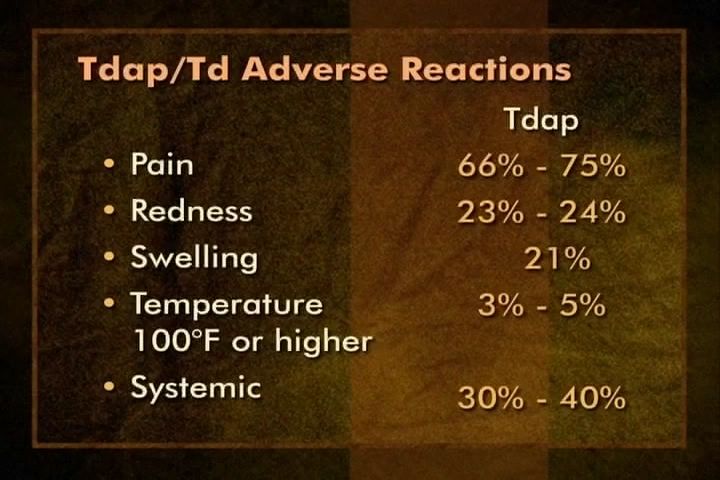 Tdap/Td Adverse Reactions
Tdap
• Pain 66% - 75%
• Redness 23% - 24%
• Swelling 21%
• Temperature 3% - 5%
100°F or higher
• Systemic 30% - 40%